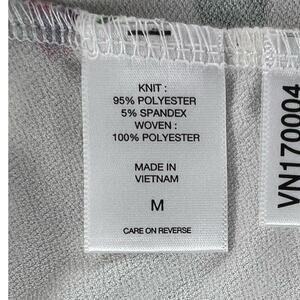 KNIT :
95% POLYESTER
5% SPANDEX
WOVEN :
100% POLYESTER
MADE IN
VIETNAM
M
CARE ON REVERSE
VN170004